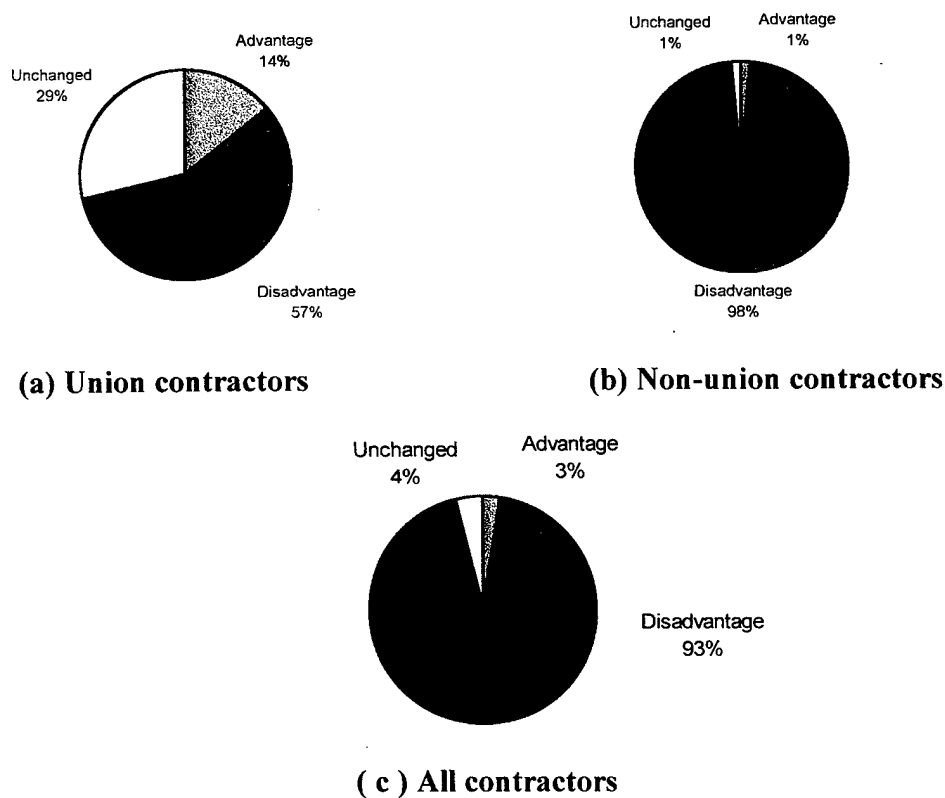 Unchanged
29%
Advantage
14%
Disadvantage
57%
(a) Union contractors
Unchanged
1%
Advantage
1%
Disadvantage
98%
(b) Non-union contractors
Unchanged
4%
Advantage
3%
Disadvantage
93%
( c ) All contractors